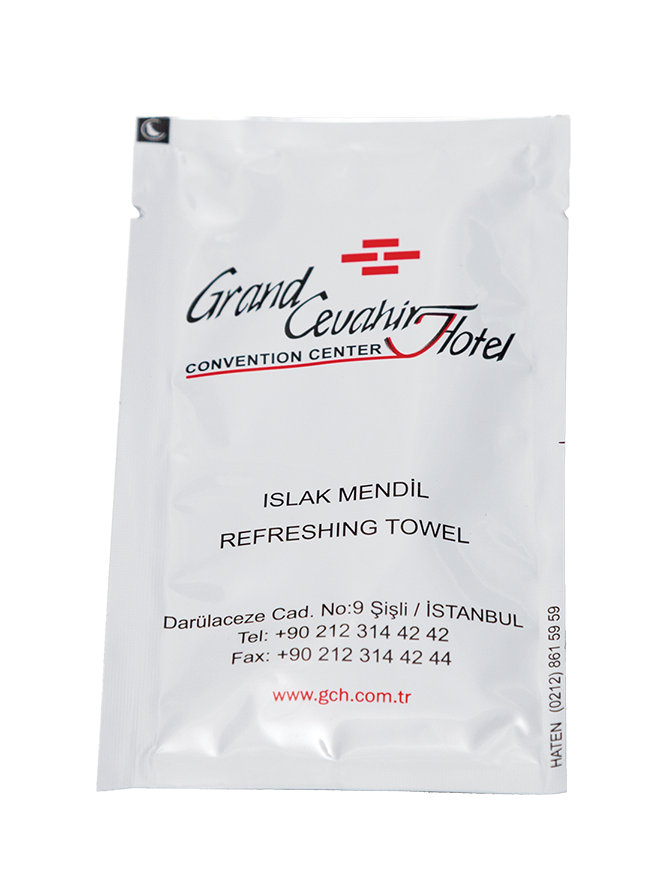 Grand
Cevahir Hotel
CONVENTION CENTER
ISLAK MENDİL
REFRESHING TOWEL
Darülaceze Cad. No:9 Şişli / İSTANBUL
Tel: +90 212 314 42 42
Fax: +90 212 314 42 44
www.gch.com.tr
HATEN (0212) 861 59 59